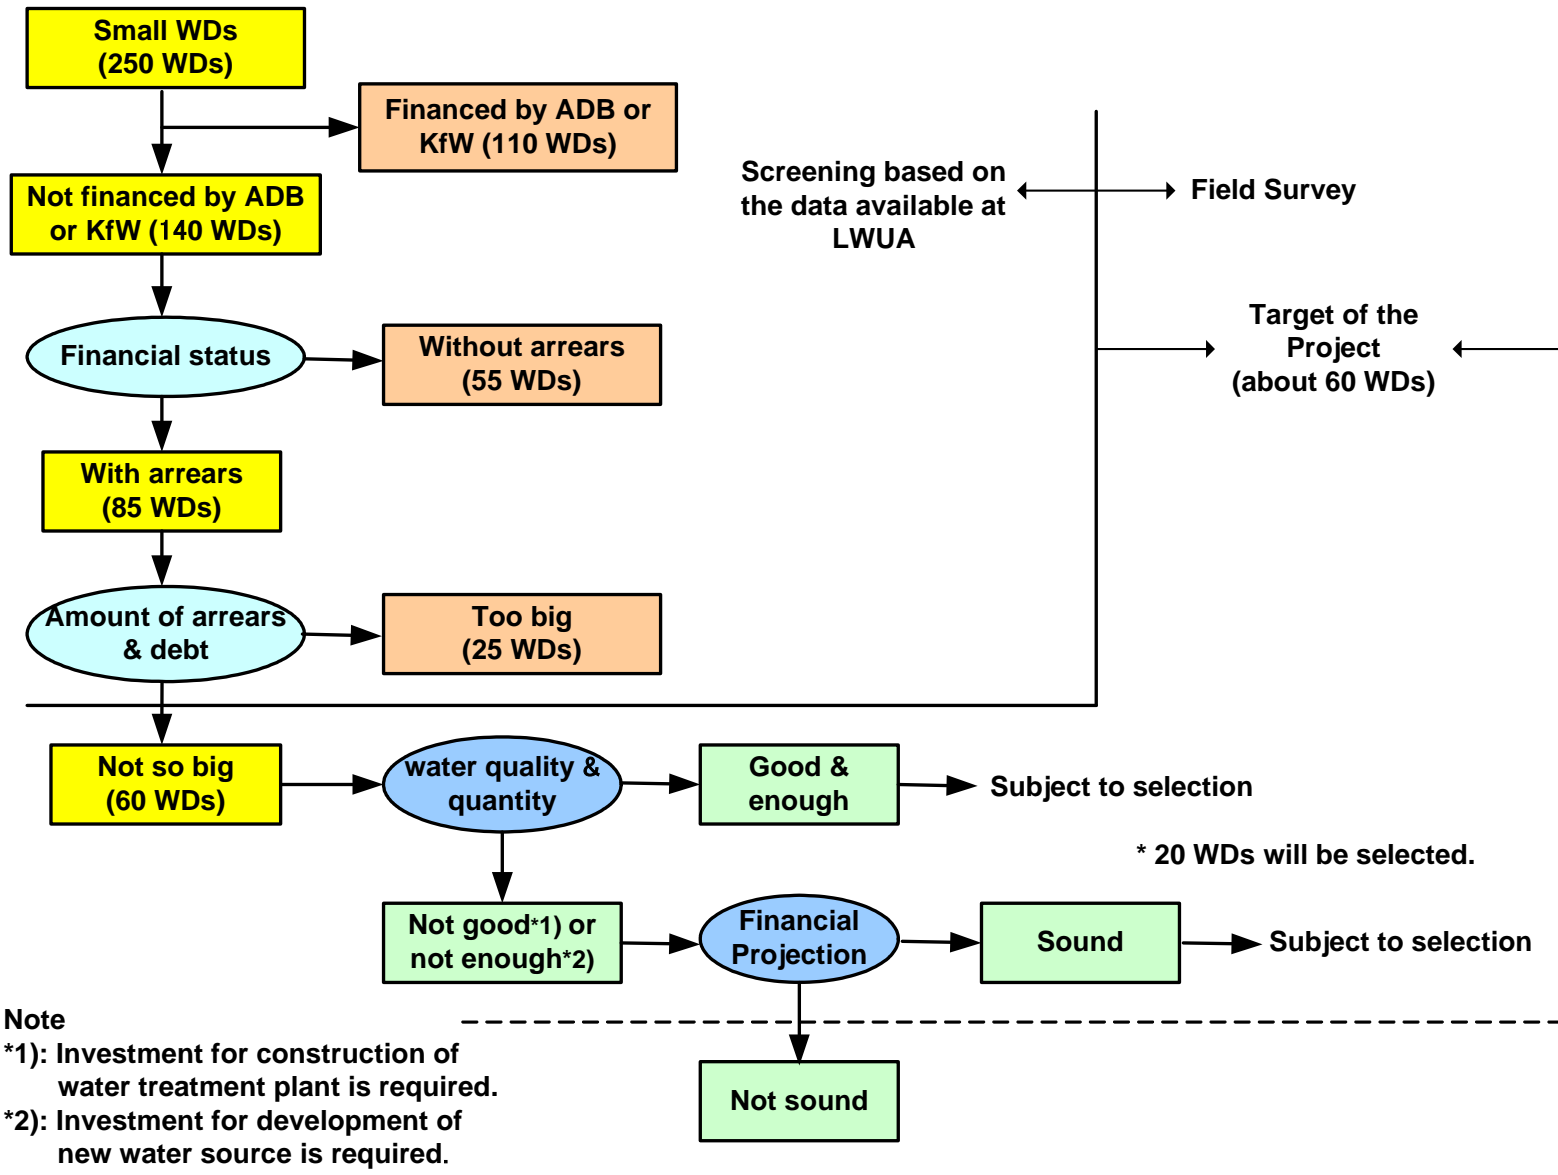 Small WDs
(250 WDs)
Financed by ADB or
KfW (110 WDs)
Not financed by ADB
or KfW (140 WDs)
Screening based on
the data available at
LWUA
Field Survey
Financial status
Without arrears
(55 WDs)
Target of the
Project
(about 60 WDs)
With arrears
(85 WDs)
Amount of arrears
& debt
Too big
(25 WDs)
Not so big
(60 WDs)
water quality &
quantity
Good &
enough
Subject to selection
* 20 WDs will be selected.
Not good*1) or
not enough*2)
Financial
Projection
Sound
Subject to selection
Not sound
Note
*1): Investment for construction of
water treatment plant is required.
*2): Investment for development of
new water source is required.